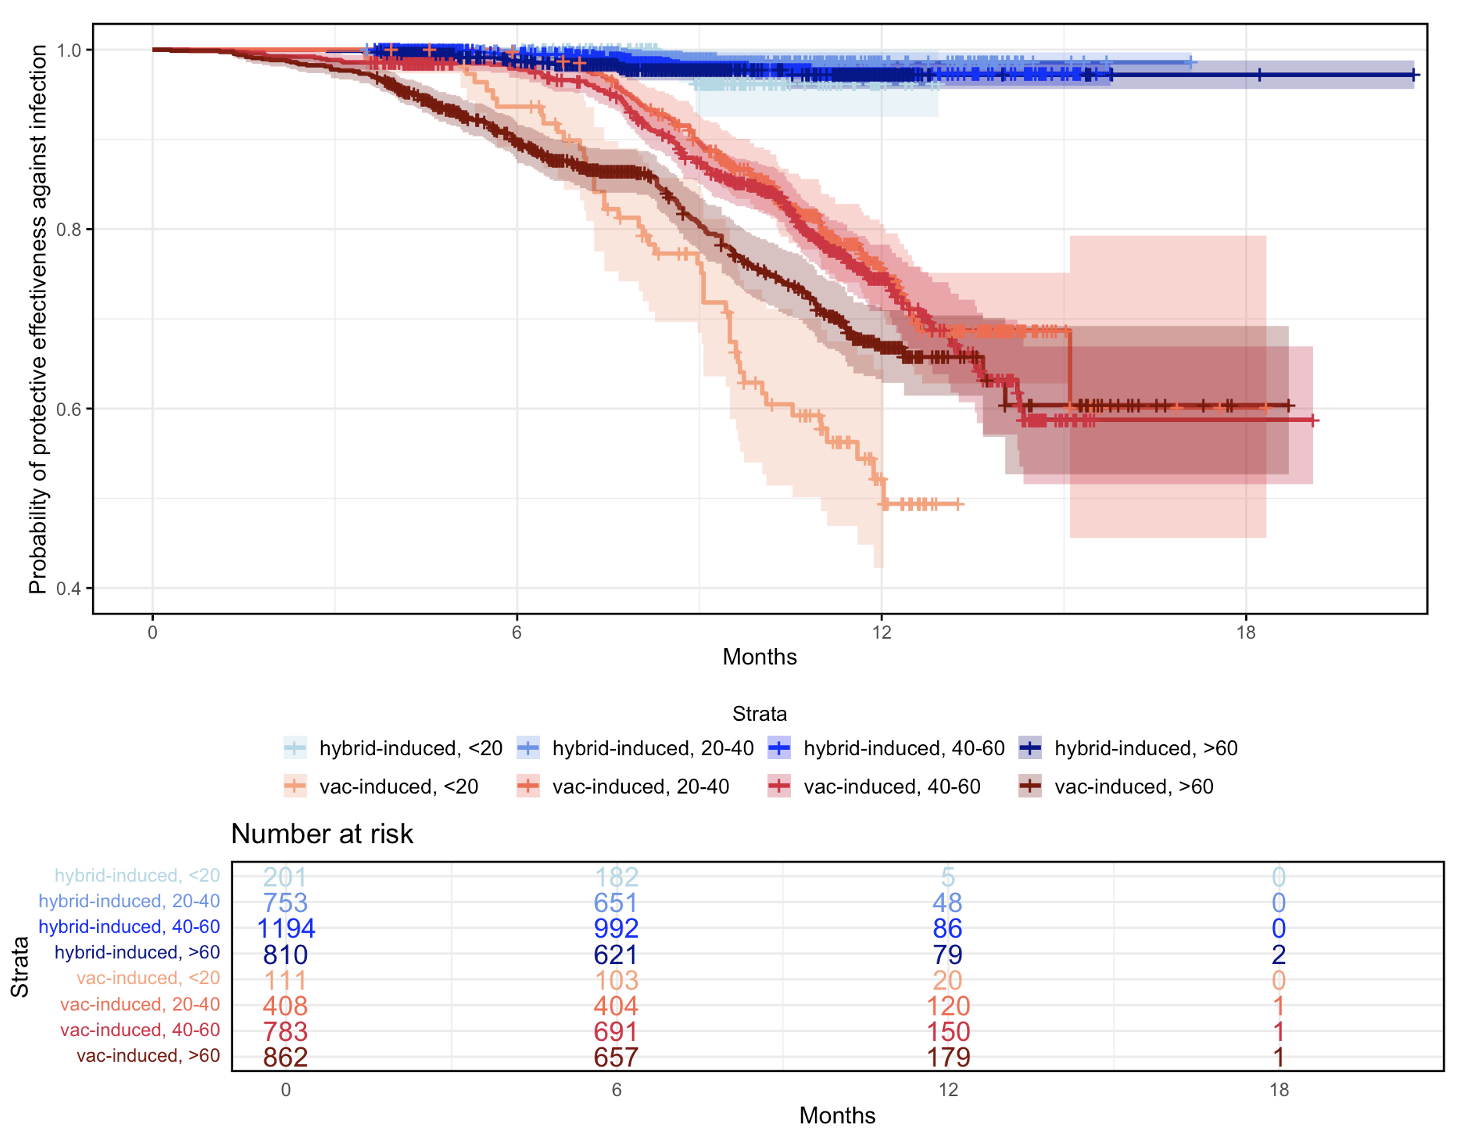 Probability of protective effectiveness against infection
1.0
0.8
0.6
0.4
0 6 12 18
Months
Strata
hybrid-induced, <20 hybrid-induced, 20-40 hybrid-induced, 40-60 hybrid-induced, >60
vac-induced, <20 vac-induced, 20-40 vac-induced, 40-60 vac-induced, >60
Number at risk
Strata
hybrid-induced, <20 201 182 5 0
hybrid-induced, 20-40 753 651 48 0
hybrid-induced, 40-60 1194 992 86 0
hybrid-induced, >60 810 621 79 2
vac-induced, <20 111 103 20 0
vac-induced, 20-40 408 404 120 1
vac-induced, 40-60 783 691 150 1
vac-induced, >60 862 657 179 1
0 6 12 18
Months